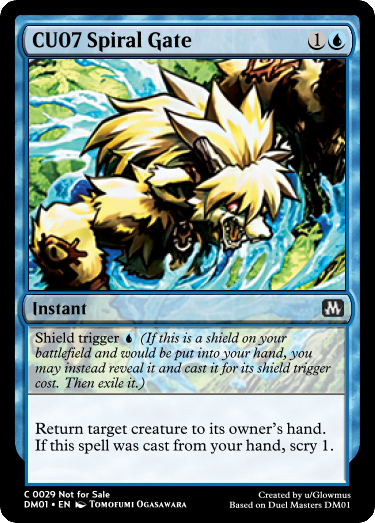 CU07 Spiral Gate 1
Instant
Shield trigger (If this is a shield on your
battlefield and would be put into your hand, you
may instead reveal it and cast it for its shield trigger
cost. Then exile it.)
Return target creature to its owner's hand.
If this spell was cast from your hand, scry 1.
C 0029 Not for Sale
DM01 • EN Tomofumi Ogasawara
Created by u/Glowmus
Based on Duel Masters DM01